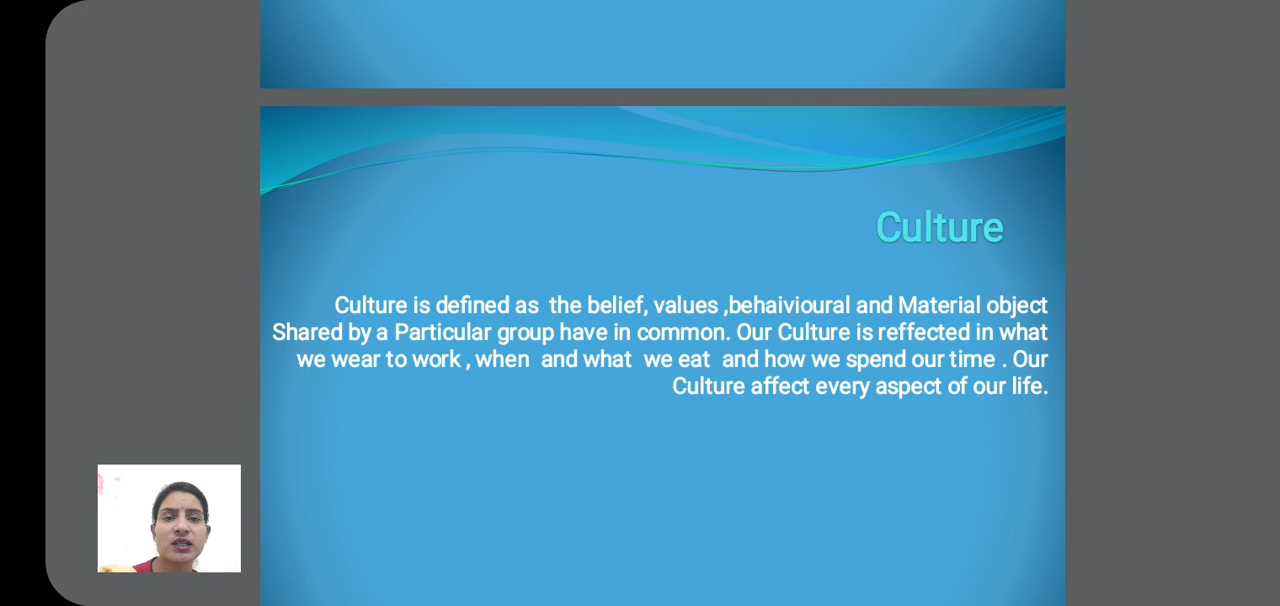 Culture
Culture is defined as the belief, values ,behaivioural and Material object
Shared by a Particular group have in common. Our Culture is reffected in what
we wear to work , when and what we eat and how we spend our time . Our
Culture affect every aspect of our life.